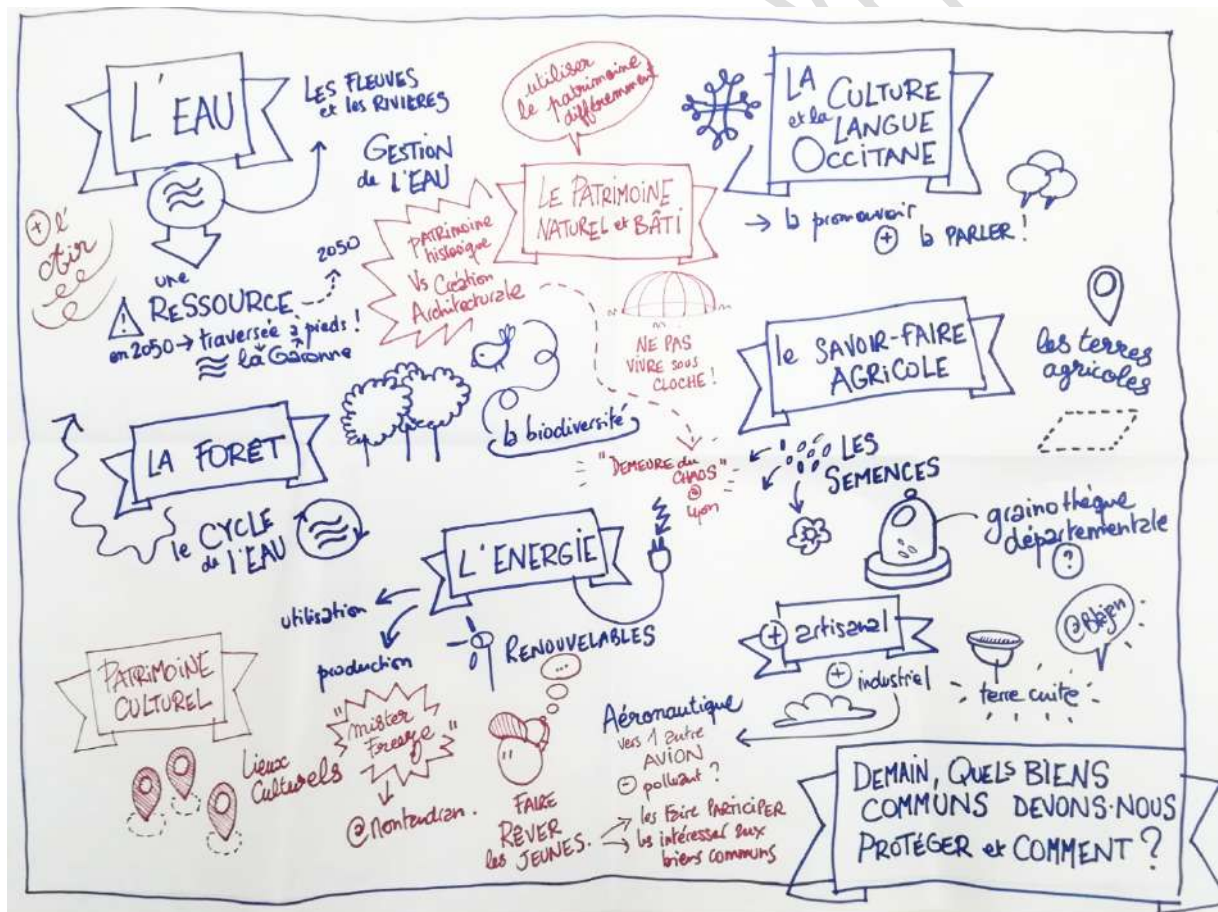 L'EAU
LES FLEUVES
et les RIVIÈRES
GESTION
de L'EAU
+ l'
Air
une
RESSOURCE
2050
en 2050 → traversée à pieds !
la Garonne
utiliser
le patrimoine
différemment
LE PATRIMOINE
NATUREL et BÂTI
PATRIMOINE
historique
Vs Création
Architecturale
NE PAS
VIVRE sous
CLOCHE !
"DEMEURE du
CHAOS"
@
Lyon
LA CULTURE
et la LANGUE
OCCITANE
→ la promouvoir
+ la PARLER !
le SAVOIR-FAIRE
AGRICOLE
les terres
agricoles
LES
SEMENCES
grainothèque
départementale
?
LA FORÊT
la biodiversité
le CYCLE
de l'EAU
L'ENERGIE
utilisation
production
RENOUVELABLES
+ artisanal
+ industriel
terre cuite
Aéronautique
vers 1 autre
AVION
- polluant ?
PATRIMOINE
CULTUREL
Lieux
Culturels
"Mister
Freeze"
@ Montaudran.
...
FAIRE
RÊVER
les JEUNES.
→ les Faire PARTICIPER
→ les intéresser aux
biens communs
DEMAIN, QUELS BIENS
COMMUNS DEVONS-NOUS
PROTÉGER et COMMENT ?